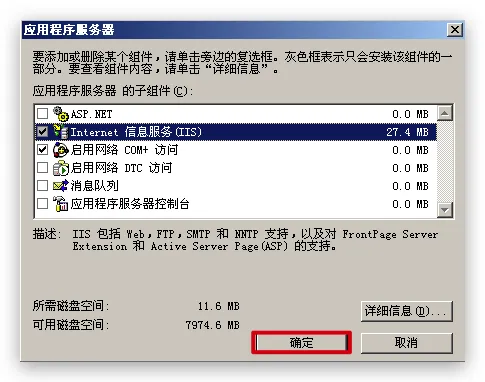 应用程序服务器
要添加或删除某个组件，请单击旁边的复选框。灰色框表示只会安装该组件的一
部分。要查看组件内容，请单击“详细信息”。
应用程序服务器 的子组件(C):
ASP.NET 0.0 MB
Internet 信息服务(IIS) 27.4 MB
启用网络 COM+ 访问 0.0 MB
启用网络 DTC 访问 0.0 MB
消息队列 0.0 MB
应用程序服务器控制台 0.0 MB
描述: IIS 包括 Web，FTP，SMTP 和 NNTP 支持，以及对 FrontPage Server
Extension 和 Active Server Page(ASP) 的支持。
所需磁盘空间: 11.6 MB
可用磁盘空间: 7974.6 MB
详细信息(D)...
确定
取消